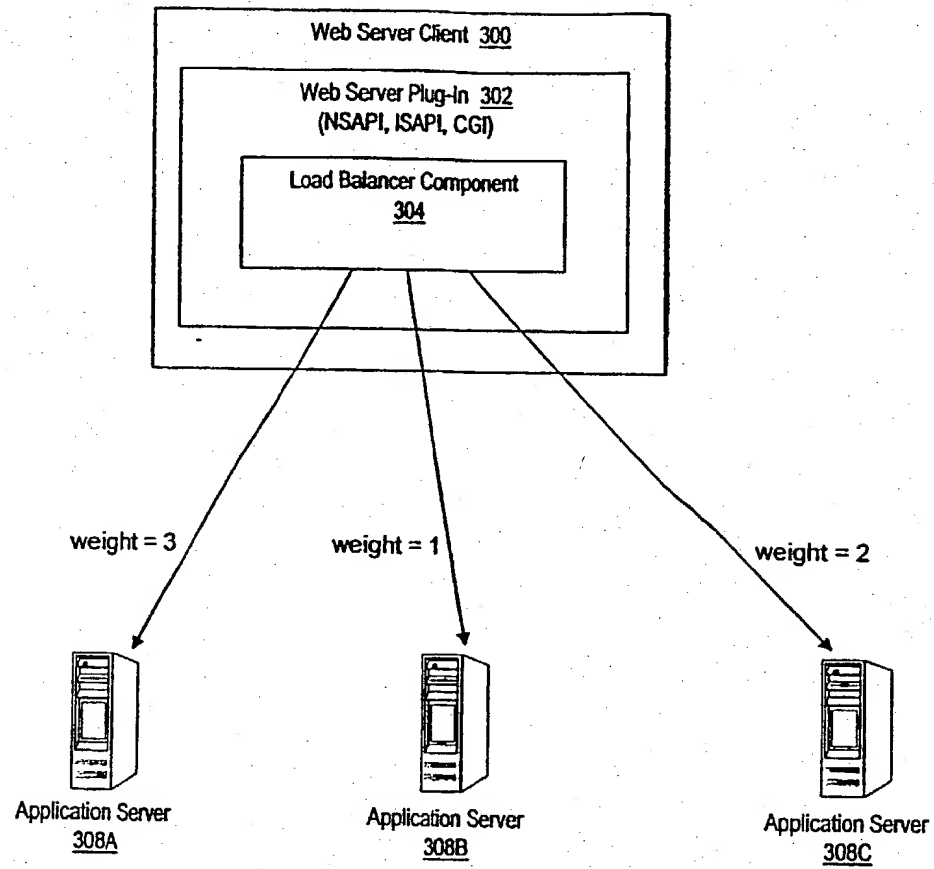 Web Server Client 300
Web Server Plug-in 302
(NSAPI, ISAPI, CGI)
Load Balancer Component
304
weight = 3
weight = 1
weight = 2
Application Server
308A
Application Server
308B
Application Server
308C